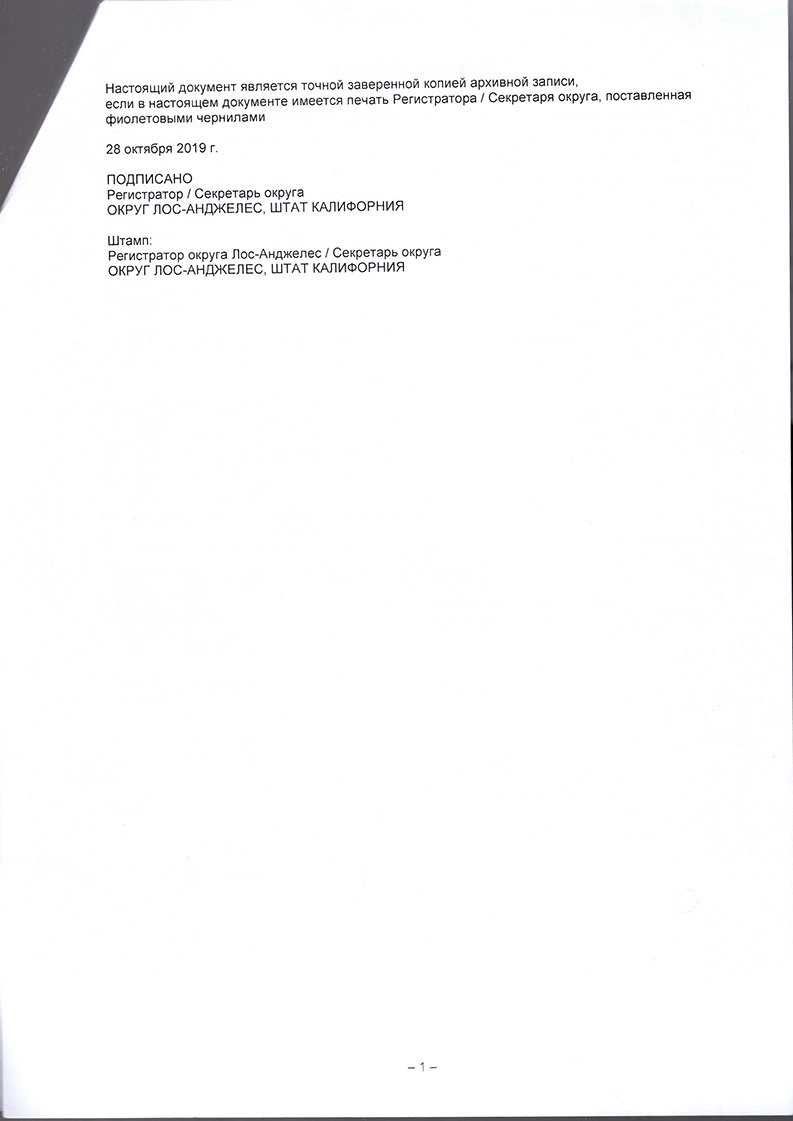 Настоящий документ является точной заверенной копией архивной записи,
если в настоящем документе имеется печать Регистратора / Секретаря округа, поставленная
фиолетовыми чернилами
28 октября 2019 г.
ПОДПИСАНО
Регистратор / Секретарь округа
ОКРУГ ЛОС-АНДЖЕЛЕС, ШТАТ КАЛИФОРНИЯ
Штамп:
Регистратор округа Лос-Анджелес / Секретарь округа
ОКРУГ ЛОС-АНДЖЕЛЕС, ШТАТ КАЛИФОРНИЯ
– 1 –